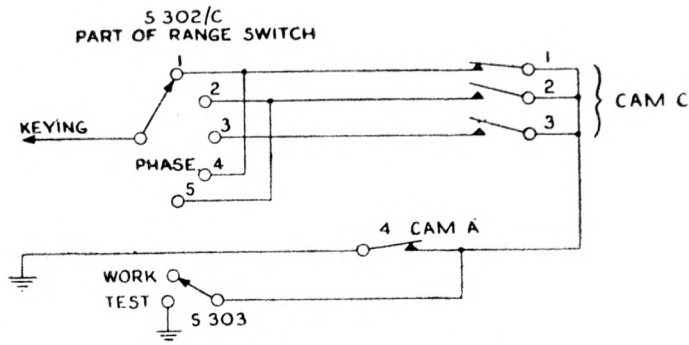 S 302/C
PART OF RANGE SWITCH
1
2
3
PHASE 4
5
KEYING
1
2
3
CAM C
4 CAM A
WORK
TEST
S 303